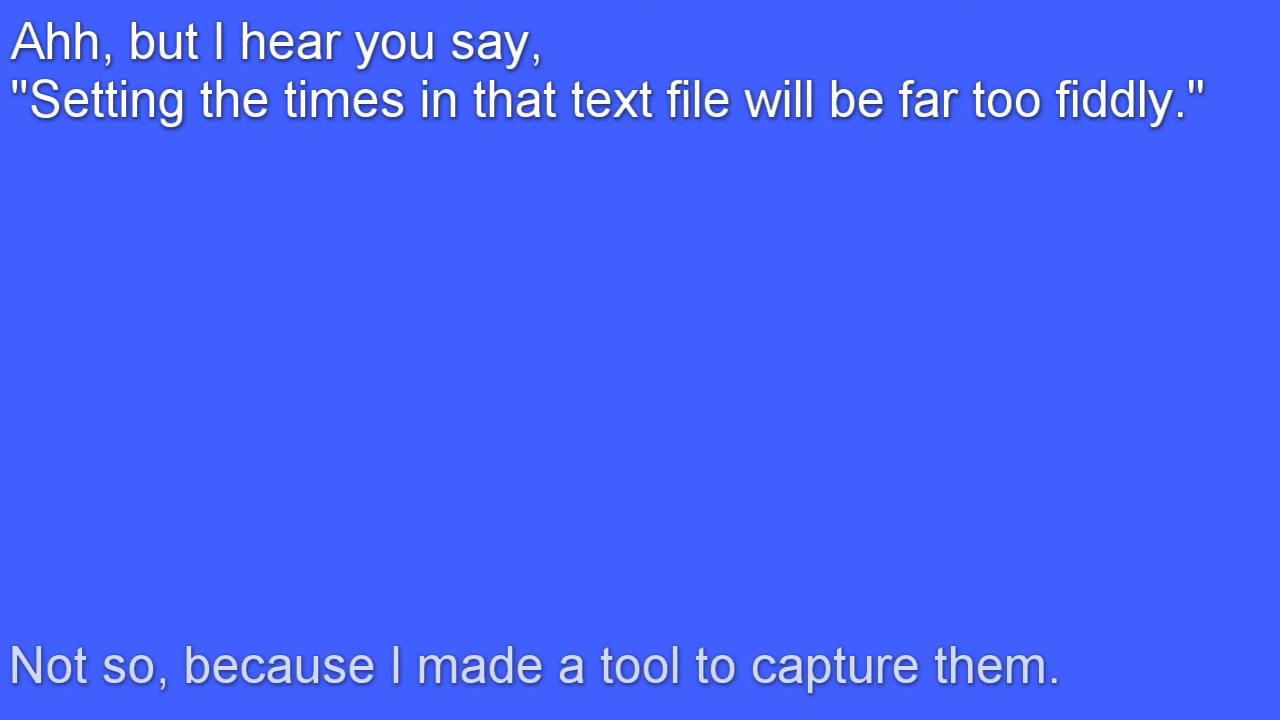 Ahh, but I hear you say,
"Setting the times in that text file will be far too fiddly."
Not so, because I made a tool to capture them.